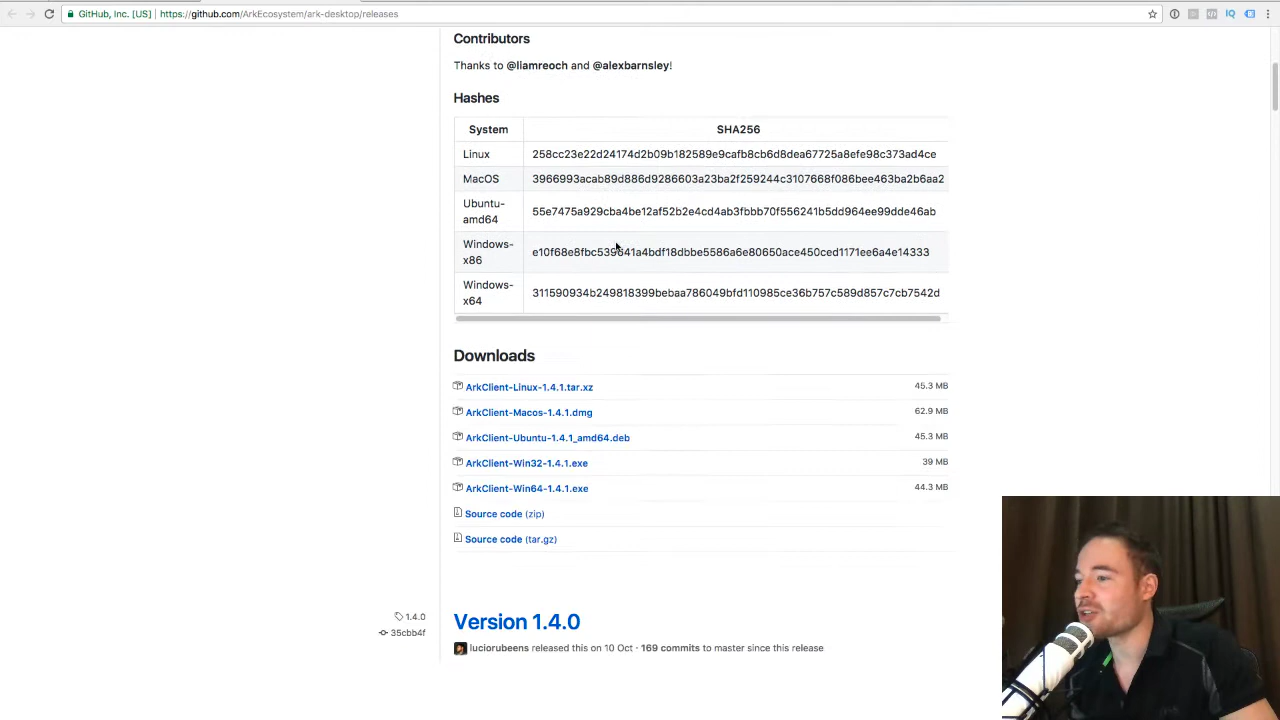 GitHub, Inc. [US] | https://github.com/ArkEcosystem/ark-desktop/releases
Contributors
Thanks to @liamreoch and @alexbarnsley!
Hashes
System SHA256
Linux 258cc23e22d24174d2b09b182589e9cafb8cb6d8dea67725a8efe98c373ad4ce
MacOS 3966993acab89d886d9286603a23ba2f259244c3107668f086bee463ba2b6aa2
Ubuntu-
amd64 55e7475a929cba4be12af52b2e4cd4ab3fbbb70f556241b5dd964ee99dde46ab
Windows-
x86 e10f68e8fbc539641a4bdf18dbbe5586a6e80650ace450ced1171ee6a4e14333
Windows-
x64 311590934b249818399bebaa786049bfd110985ce36b757c589d857c7cb7542d
Downloads
ArkClient-Linux-1.4.1.tar.xz 45.3 MB
ArkClient-Macos-1.4.1.dmg 62.9 MB
ArkClient-Ubuntu-1.4.1_amd64.deb 45.3 MB
ArkClient-Win32-1.4.1.exe 39 MB
ArkClient-Win64-1.4.1.exe 44.3 MB
Source code (zip)
Source code (tar.gz)
1.4.0
35cbb4f
Version 1.4.0
luciorubeens released this on 10 Oct · 169 commits to master since this release